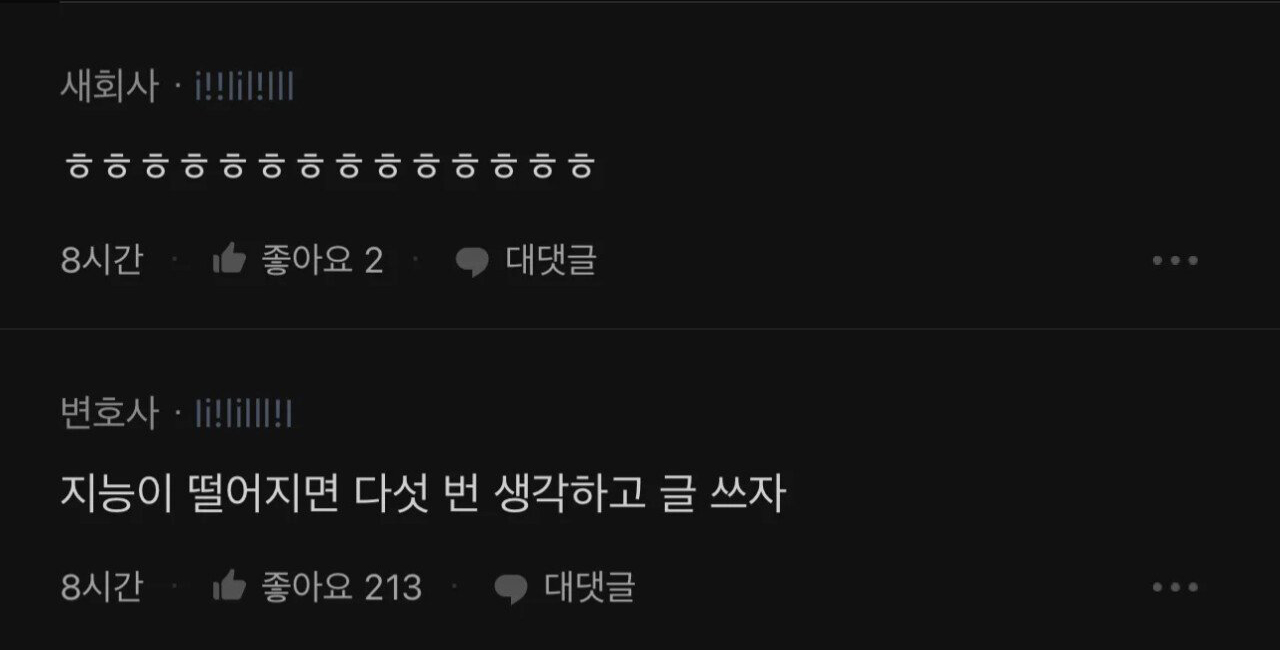 새회사 · i!!lil!lll
ㅎㅎㅎㅎㅎㅎㅎㅎㅎㅎㅎㅎㅎㅎ
8시간 · 좋아요 2 · 대댓글
변호사 · li!lilll!l
지능이 떨어지면 다섯 번 생각하고 글 쓰자
8시간 · 좋아요 213 · 대댓글